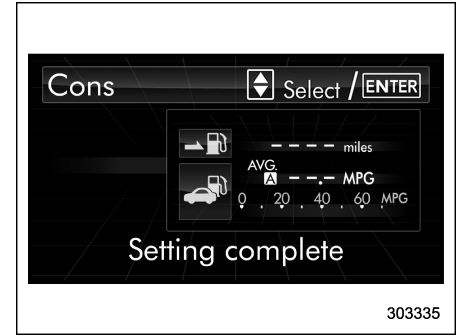 Cons Select / ENTER
---- miles
AVG.
A --.- MPG
0 . 20 . 40 . 60 . MPG
Setting complete
303335